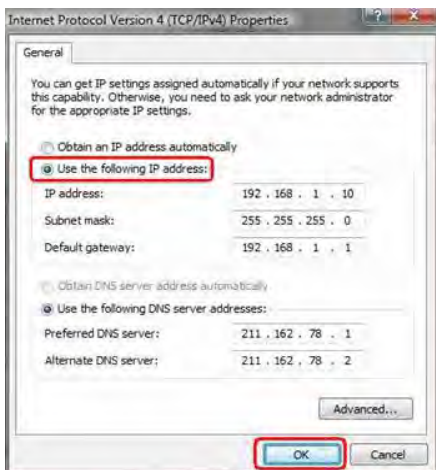 Internet Protocol Version 4 (TCP/IPv4) Properties
General
You can get IP settings assigned automatically if your network supports
this capability. Otherwise, you need to ask your network administrator
for the appropriate IP settings.
Obtain an IP address automatically
Use the following IP address:
IP address: 192 . 168 . 1 . 10
Subnet mask: 255 . 255 . 255 . 0
Default gateway: 192 . 168 . 1 . 1
Obtain DNS server address automatically
Use the following DNS server addresses:
Preferred DNS server: 211 . 162 . 78 . 1
Alternate DNS server: 211 . 162 . 78 . 2
Advanced...
OK Cancel